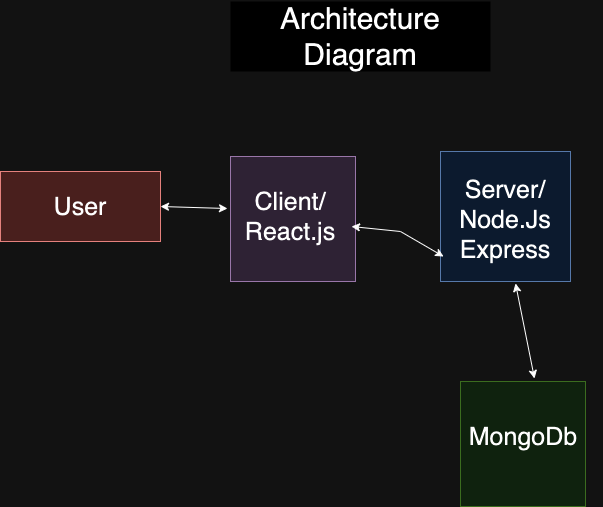 Architecture
Diagram
User
Client/
React.js
Server/
Node.Js
Express
MongoDb